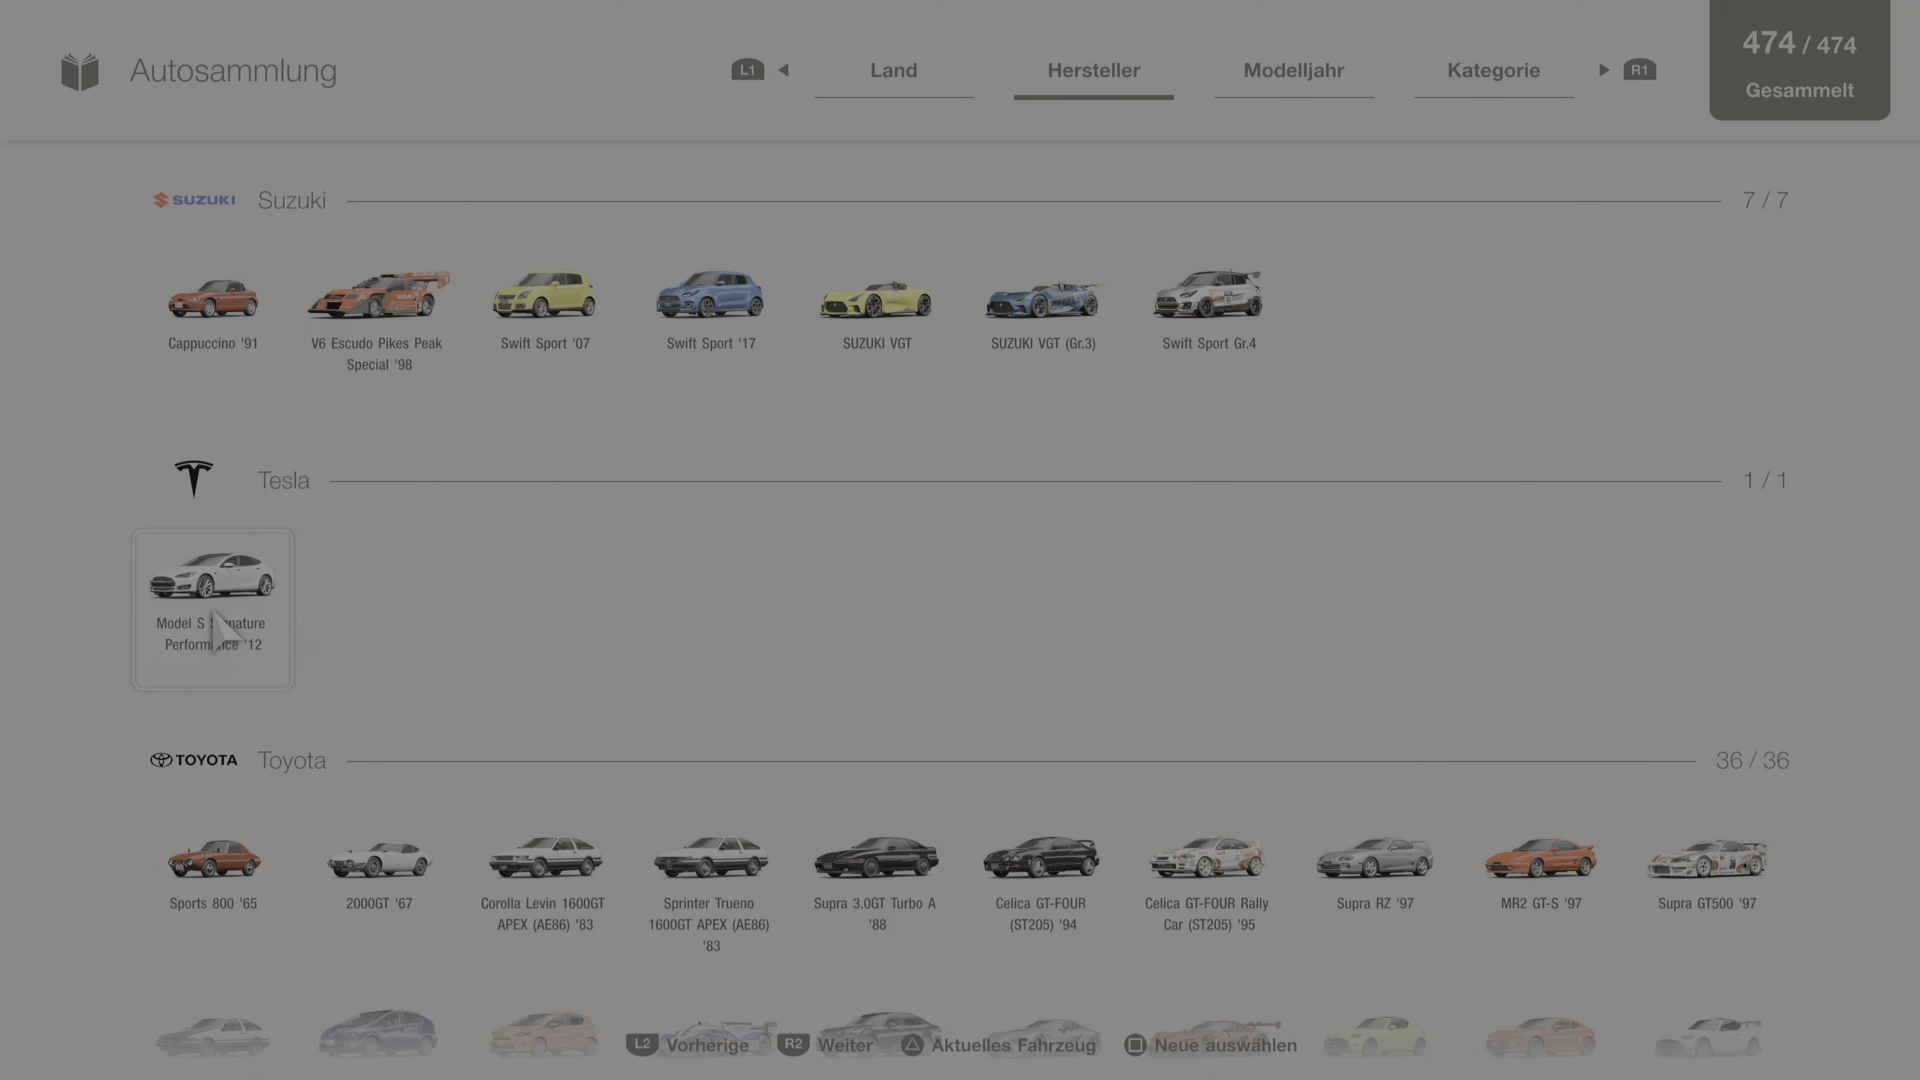 Autosammlung
L1 Land Hersteller Modelljahr Kategorie R1
474 / 474
Gesammelt
SUZUKI Suzuki 7 / 7
Cappuccino '91
V6 Escudo Pikes Peak
Special '98
Swift Sport '07
Swift Sport '17
SUZUKI VGT
SUZUKI VGT (Gr.3)
Swift Sport Gr.4
Tesla 1 / 1
Model S Signature
Performance '12
TOYOTA Toyota 36 / 36
Sports 800 '65
2000GT '67
Corolla Levin 1600GT
APEX (AE86) '83
Sprinter Trueno
1600GT APEX (AE86)
'83
Supra 3.0GT Turbo A
'88
Celica GT-FOUR
(ST205) '94
Celica GT-FOUR Rally
Car (ST205) '95
Supra RZ '97
MR2 GT-S '97
Supra GT500 '97
L2 Vorherige R2 Weiter Aktuelles Fahrzeug Neue auswählen